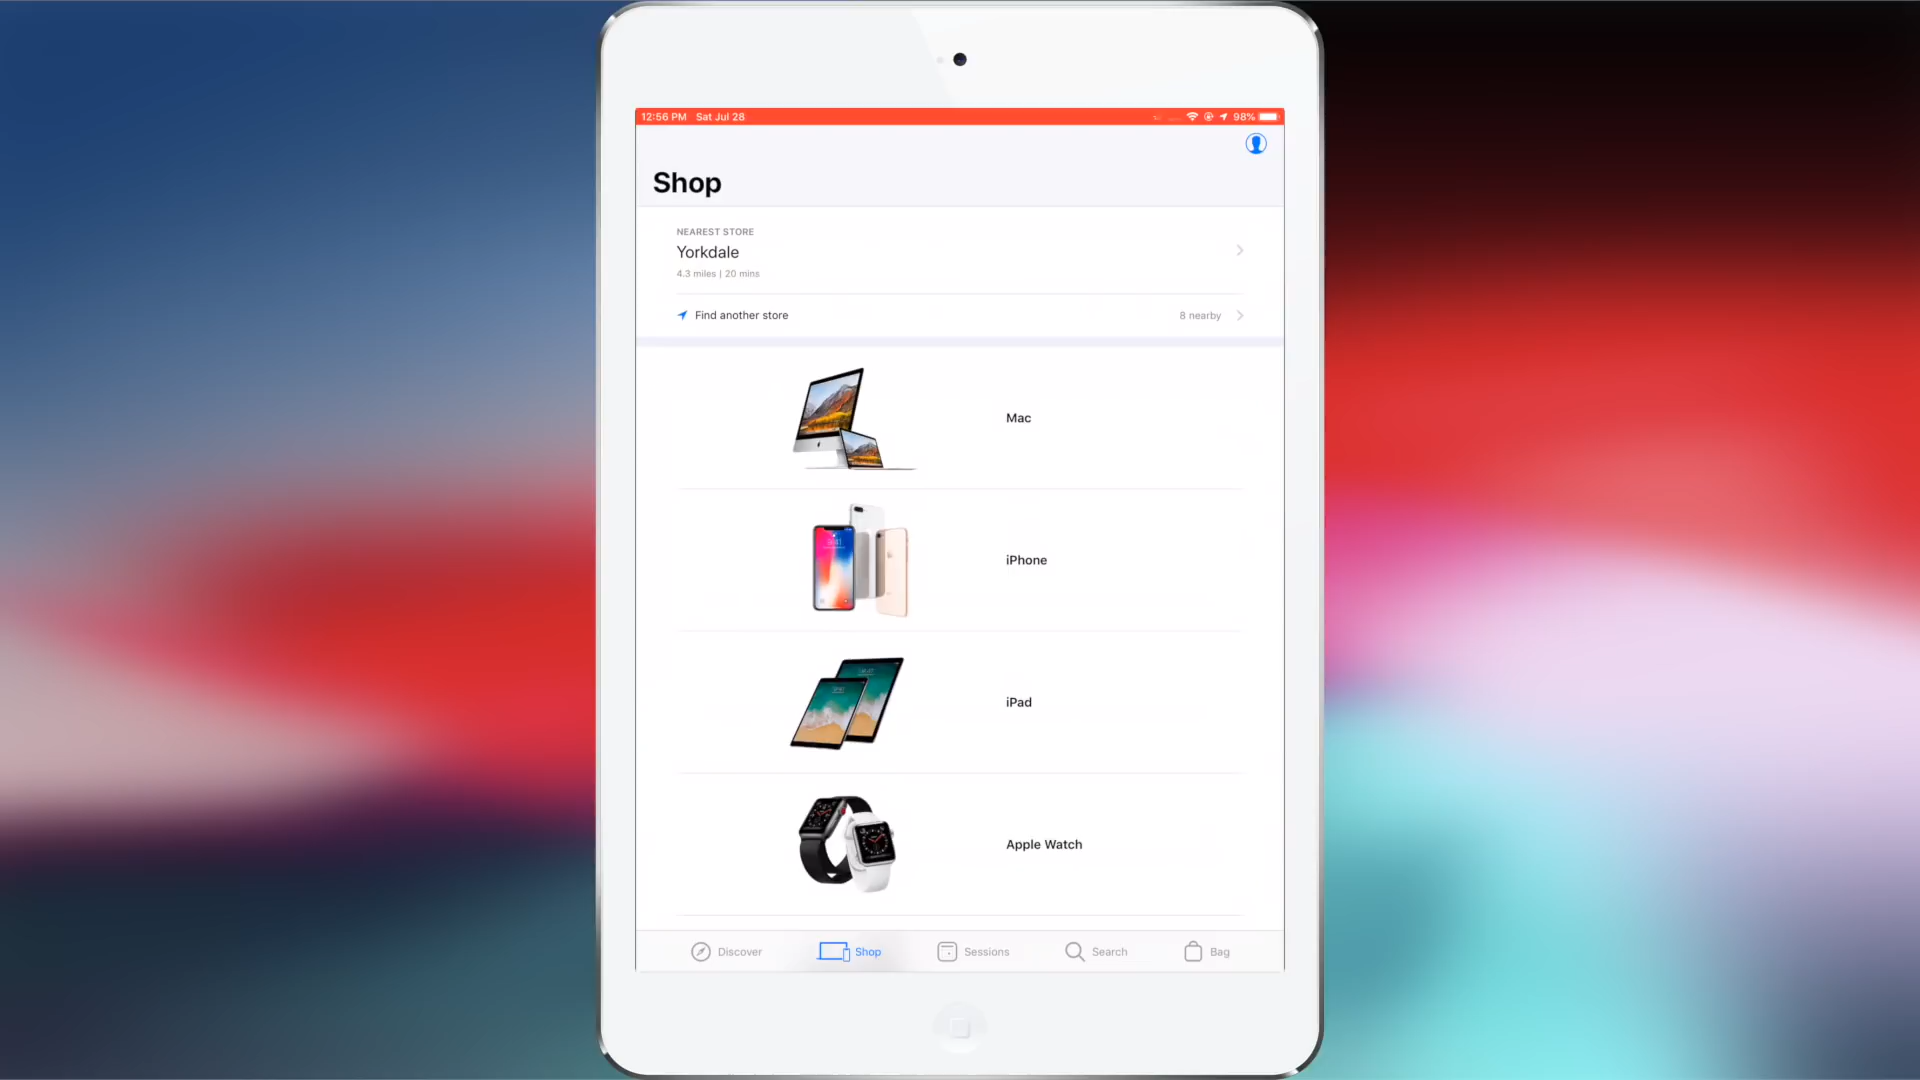 12:56 PM Sat Jul 28 98%
Shop
NEAREST STORE
Yorkdale
4.3 miles | 20 mins
Find another store 8 nearby
Mac
iPhone
iPad
Apple Watch
Discover Shop Sessions Search Bag